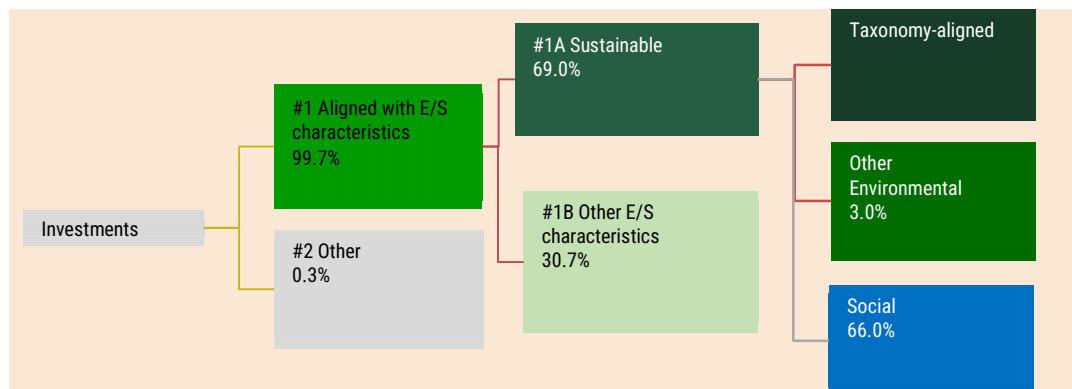 Investments
#1 Aligned with E/S
characteristics
99.7%
#2 Other
0.3%
#1A Sustainable
69.0%
#1B Other E/S
characteristics
30.7%
Taxonomy-aligned
Other
Environmental
3.0%
Social
66.0%